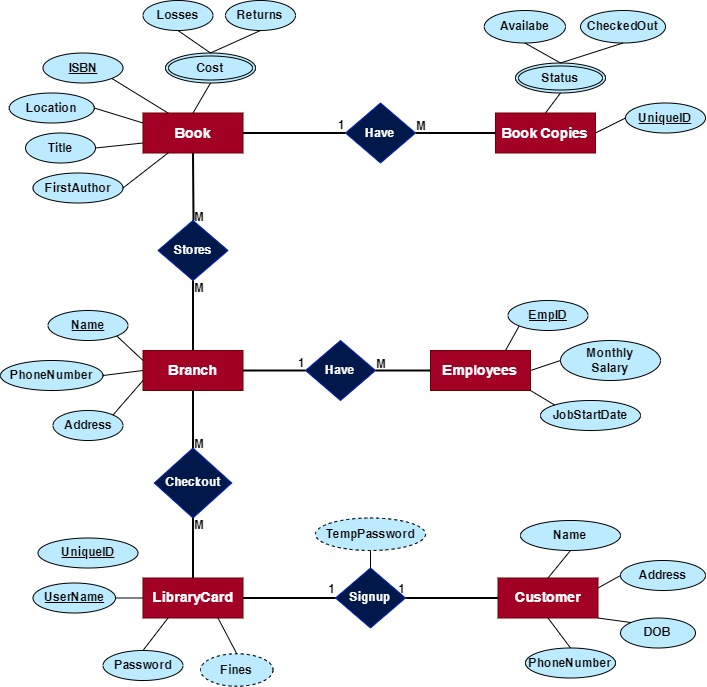 Losses
Returns
Availabe
CheckedOut
ISBN
Cost
Status
Location
Book
1
Have
M
Book Copies
UniqueID
Title
FirstAuthor
M
Stores
M
Name
EmpID
PhoneNumber
Branch
1
Have
M
Employees
Monthly
Salary
Address
JobStartDate
M
Checkout
M
TempPassword
Name
UniqueID
Address
UserName
LibraryCard
1
Signup
1
Customer
DOB
Password
Fines
PhoneNumber